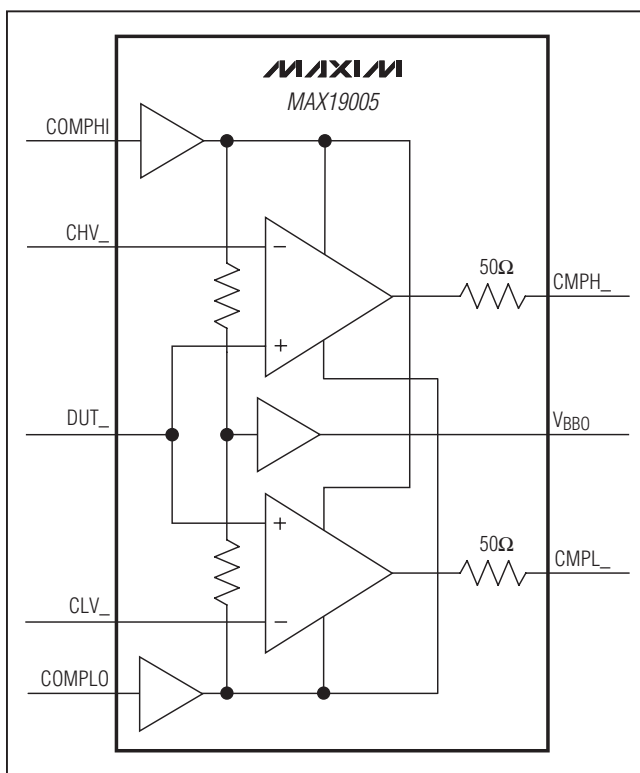 MAXIM
MAX19005
COMPHI
CHV_
−
50Ω
CMPH_
+
DUT_
VBBO
+
50Ω
CMPL_
−
CLV_
COMPLO